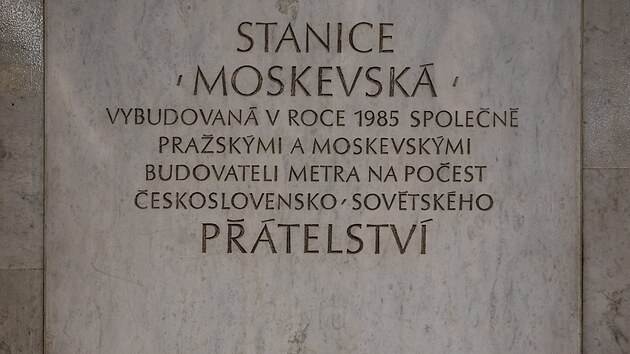 STANICE
'MOSKEVSKÁ'
VYBUDOVANÁ V ROCE 1985 SPOLEČNĚ
PRAŽSKÝMI A MOSKEVSKÝMI
BUDOVATELI METRA NA POČEST
ČESKOSLOVENSKO-SOVĚTSKÉHO
PŘÁTELSTVÍ